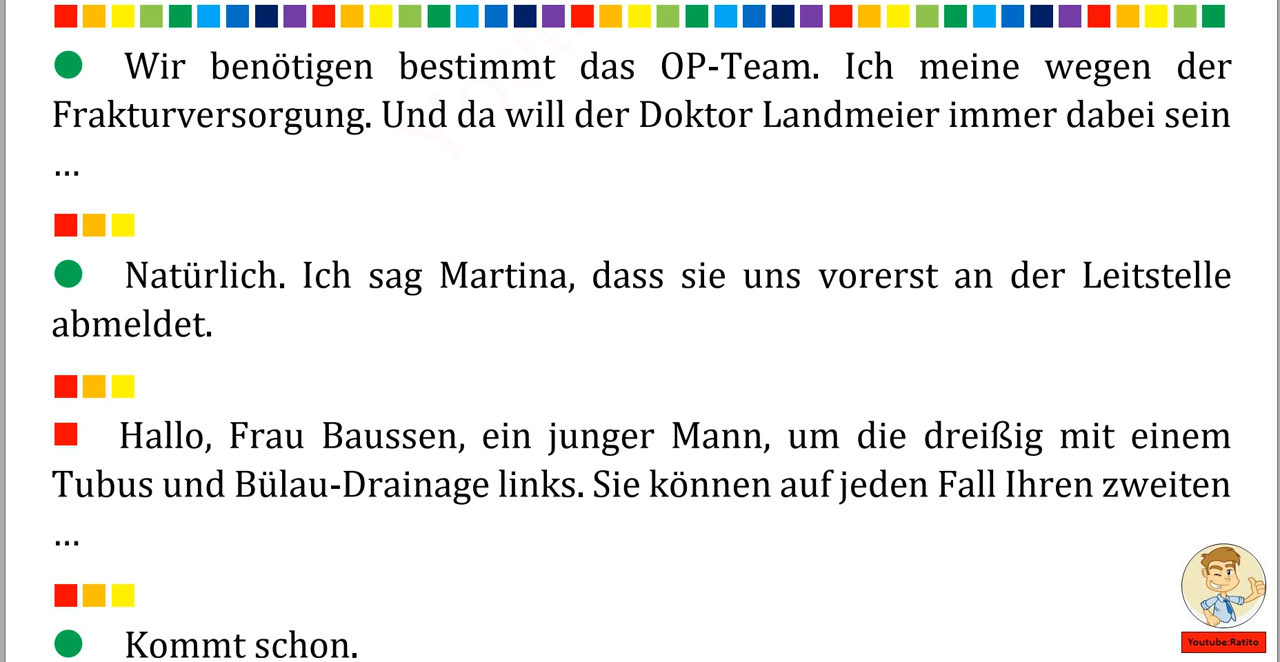 Wir benötigen bestimmt das OP-Team. Ich meine wegen der
Frakturversorgung. Und da will der Doktor Landmeier immer dabei sein
...
Natürlich. Ich sag Martina, dass sie uns vorerst an der Leitstelle
abmeldet.
Hallo, Frau Baussen, ein junger Mann, um die dreißig mit einem
Tubus und Bülau-Drainage links. Sie können auf jeden Fall Ihren zweiten
...
Kommt schon.
Youtube:Ratito